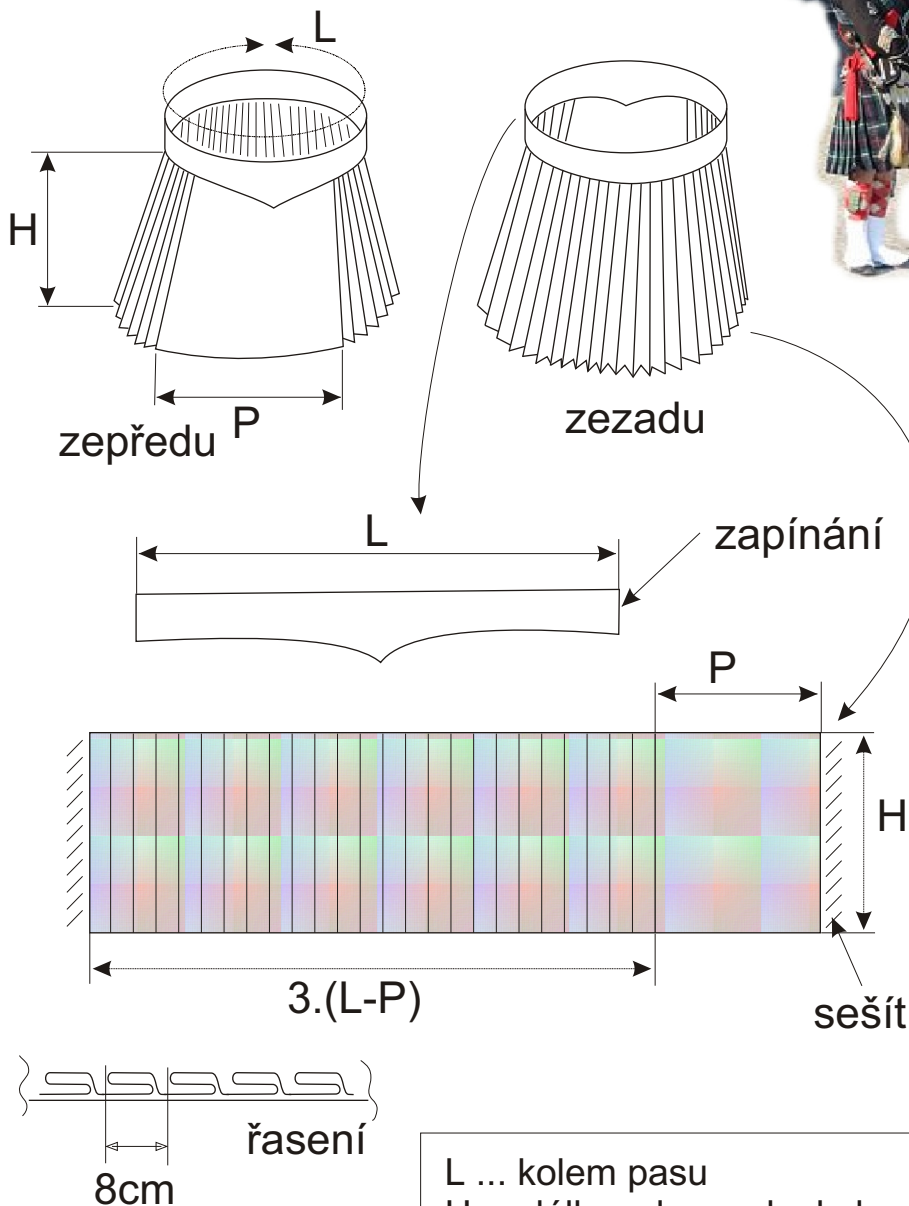 L
H
P
zepředu
zezadu
L
zapínání
P
H
3.(L-P)
sešít
řasení
8cm
L ... kolem pasu